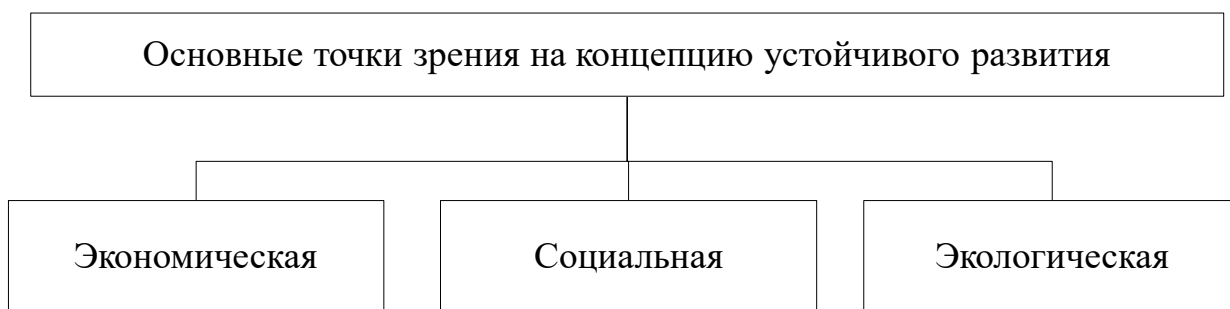 Основные точки зрения на концепцию устойчивого развития
Экономическая
Социальная
Экологическая